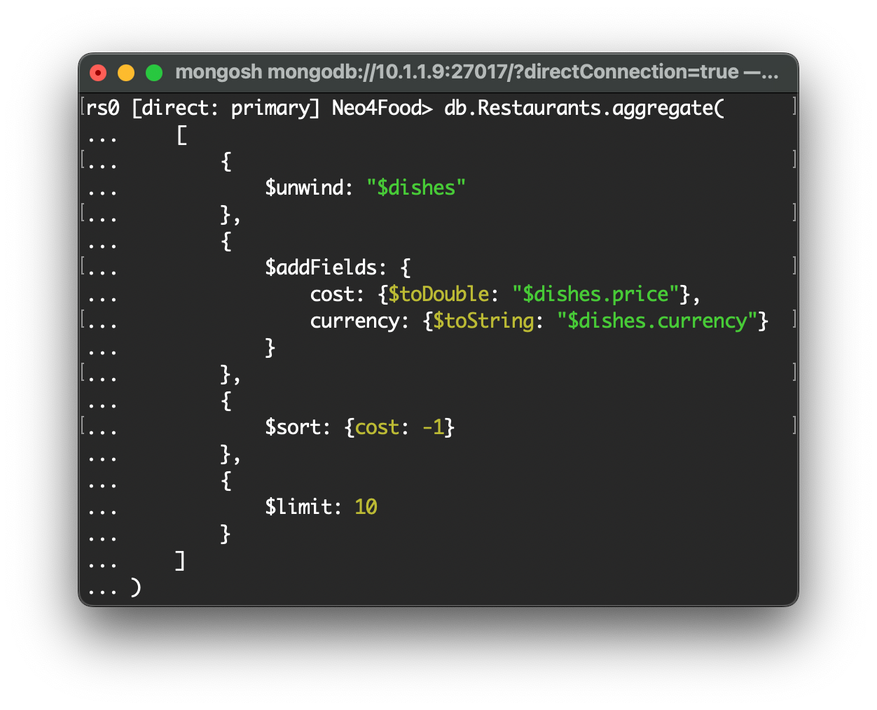 mongosh mongodb://10.1.1.9:27017/?directConnection=true —...
[rs0 [direct: primary] Neo4Food> db.Restaurants.aggregate( ]
...     [
[...         { ]
...             $unwind: "$dishes"
[...         }, ]
...         {
[...             $addFields: { ]
...                 cost: {$toDouble: "$dishes.price"},
[...                 currency: {$toString: "$dishes.currency"} ]
...             }
[...         }, ]
...         {
[...             $sort: {cost: -1} ]
...         },
...         {
...             $limit: 10
...         }
...     ]
... )